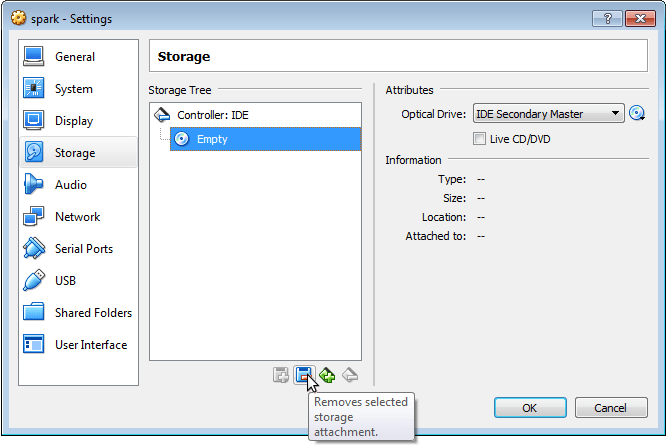 spark - Settings
General
System
Display
Storage
Audio
Network
Serial Ports
USB
Shared Folders
User Interface
Storage
Storage Tree
Controller: IDE
Empty
Attributes
Optical Drive: IDE Secondary Master
Live CD/DVD
Information
Type: --
Size: --
Location: --
Attached to: --
Removes selected
storage
attachment.
OK
Cancel